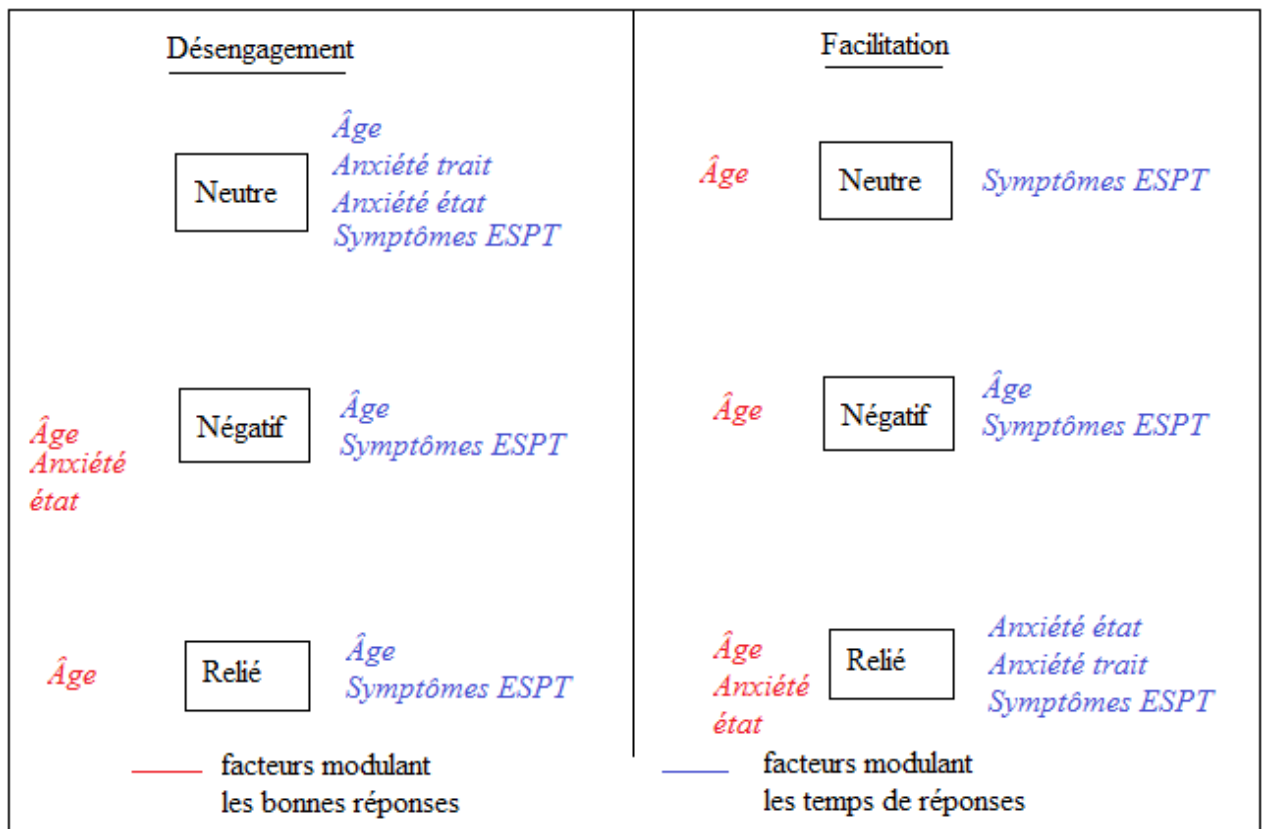 Désengagement
Âge
Anxiété trait
Anxiété état
Symptômes ESPT
Neutre
Âge
Anxiété
état
Négatif
Âge
Symptômes ESPT
Âge
Relié
Âge
Symptômes ESPT
Facilitation
Âge
Neutre
Symptômes ESPT
Âge
Négatif
Âge
Symptômes ESPT
Âge
Anxiété
état
Relié
Anxiété état
Anxiété trait
Symptômes ESPT
facteurs modulant
les bonnes réponses
facteurs modulant
les temps de réponses